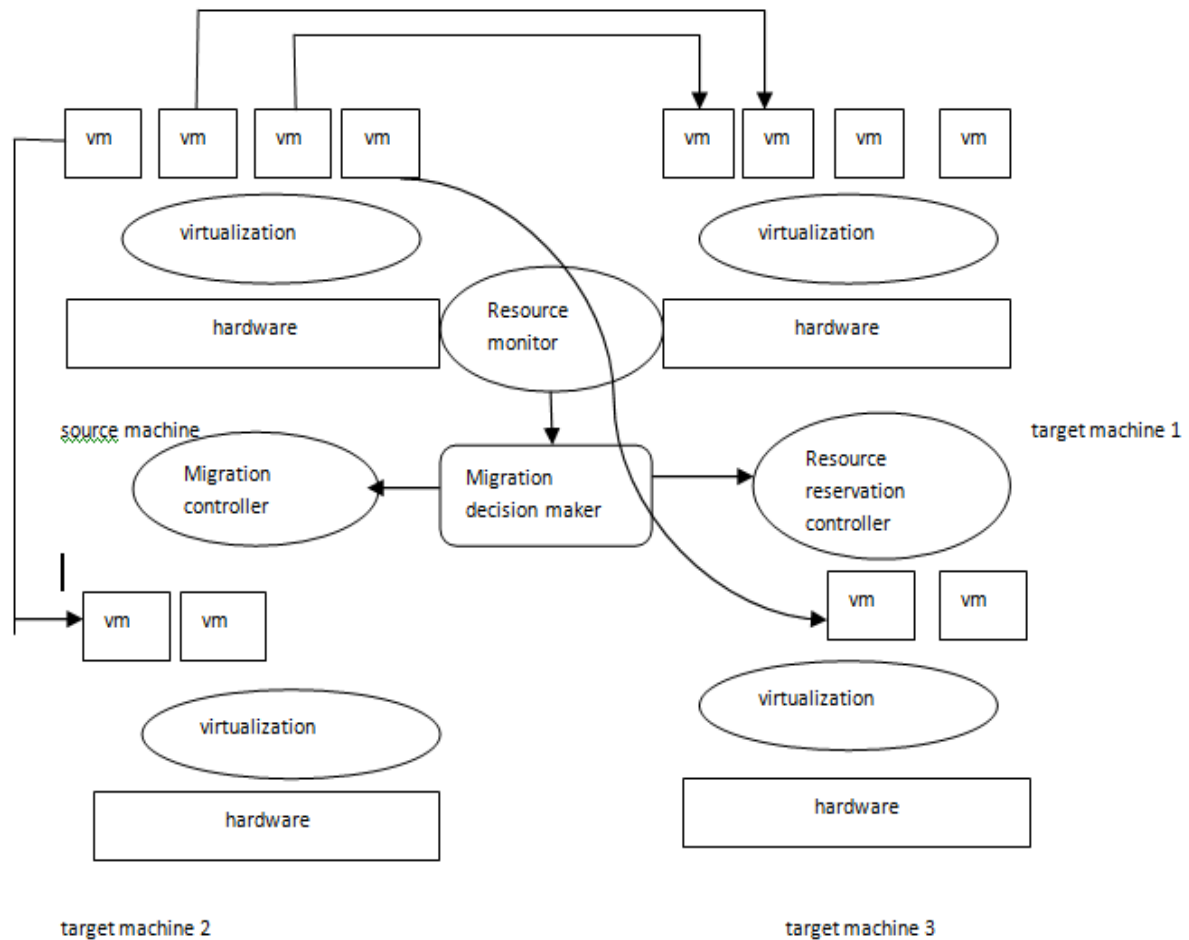 vm
vm
vm
vm
vm
vm
vm
vm
virtualization
virtualization
Resource
monitor
hardware
hardware
source machine
target machine 1
Migration
controller
Migration
decision maker
Resource
reservation
controller
vm
vm
vm
vm
virtualization
virtualization
hardware
hardware
target machine 2
target machine 3